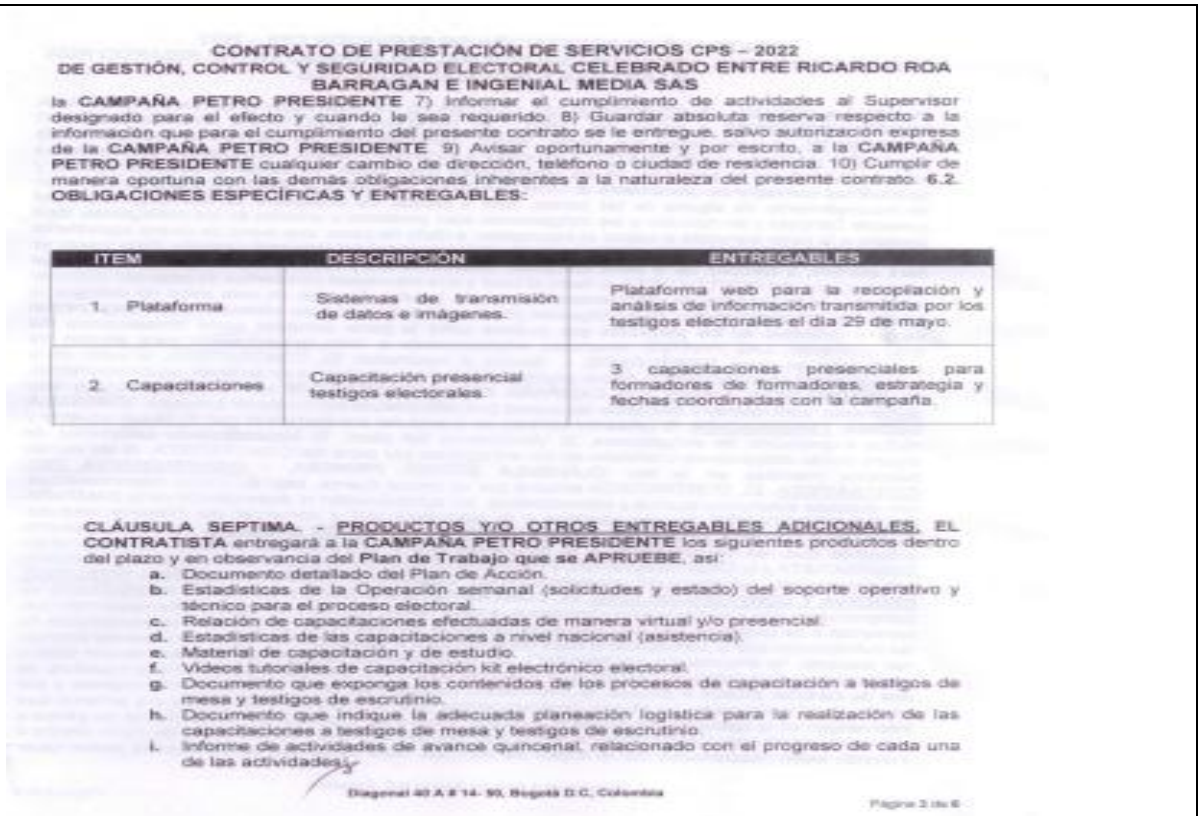 CONTRATO DE PRESTACIÓN DE SERVICIOS CPS – 2022
DE GESTIÓN, CONTROL Y SEGURIDAD ELECTORAL CELEBRADO ENTRE RICARDO ROA
BARRAGAN E INGENIAL MEDIA SAS
la CAMPAÑA PETRO PRESIDENTE 7) Informar el cumplimiento de actividades al Supervisor
designado para el efecto y cuando le sea requerido. 8) Guardar absoluta reserva respecto a la
información que para el cumplimiento del presente contrato se le entregue, salvo autorización expresa
de la CAMPAÑA PETRO PRESIDENTE 9) Avisar oportunamente y por escrito, a la CAMPAÑA
PETRO PRESIDENTE cualquier cambio de dirección, teléfono o ciudad de residencia. 10) Cumplir de
manera oportuna con las demás obligaciones inherentes a la naturaleza del presente contrato. 6.2.
OBLIGACIONES ESPECÍFICAS Y ENTREGABLES:
ITEM DESCRIPCIÓN ENTREGABLES
1. Plataforma
Sistemas de transmisión
de datos e imágenes.
Plataforma web para la recopilación y
análisis de información transmitida por los
testigos electorales el día 29 de mayo.
2. Capacitaciones
Capacitación presencial
testigos electorales.
3 capacitaciones presenciales para
formadores de formadores, estrategia y
fechas coordinadas con la campaña.
CLÁUSULA SEPTIMA. - PRODUCTOS Y/O OTROS ENTREGABLES ADICIONALES. EL
CONTRATISTA entregará a la CAMPAÑA PETRO PRESIDENTE los siguientes productos dentro
del plazo y en observancia del Plan de Trabajo que se APRUEBE, así:
a. Documento detallado del Plan de Acción.
b. Estadísticas de la Operación semanal (solicitudes y estado) del soporte operativo y
técnico para el proceso electoral.
c. Relación de capacitaciones efectuadas de manera virtual y/o presencial.
d. Estadísticas de las capacitaciones a nivel nacional (asistencia).
e. Material de capacitación y de estudio.
f. Videos tutoriales de capacitación kit electrónico electoral.
g. Documento que exponga los contenidos de los procesos de capacitación a testigos de
mesa y testigos de escrutinio.
h. Documento que indique la adecuada planeación logística para la realización de las
capacitaciones a testigos de mesa y testigos de escrutinio.
i. Informe de actividades de avance quincenal, relacionado con el progreso de cada una
de las actividades.
Diagonal 40 A # 14- 90, Bogotá D.C, Colombia
Página 3 de 6